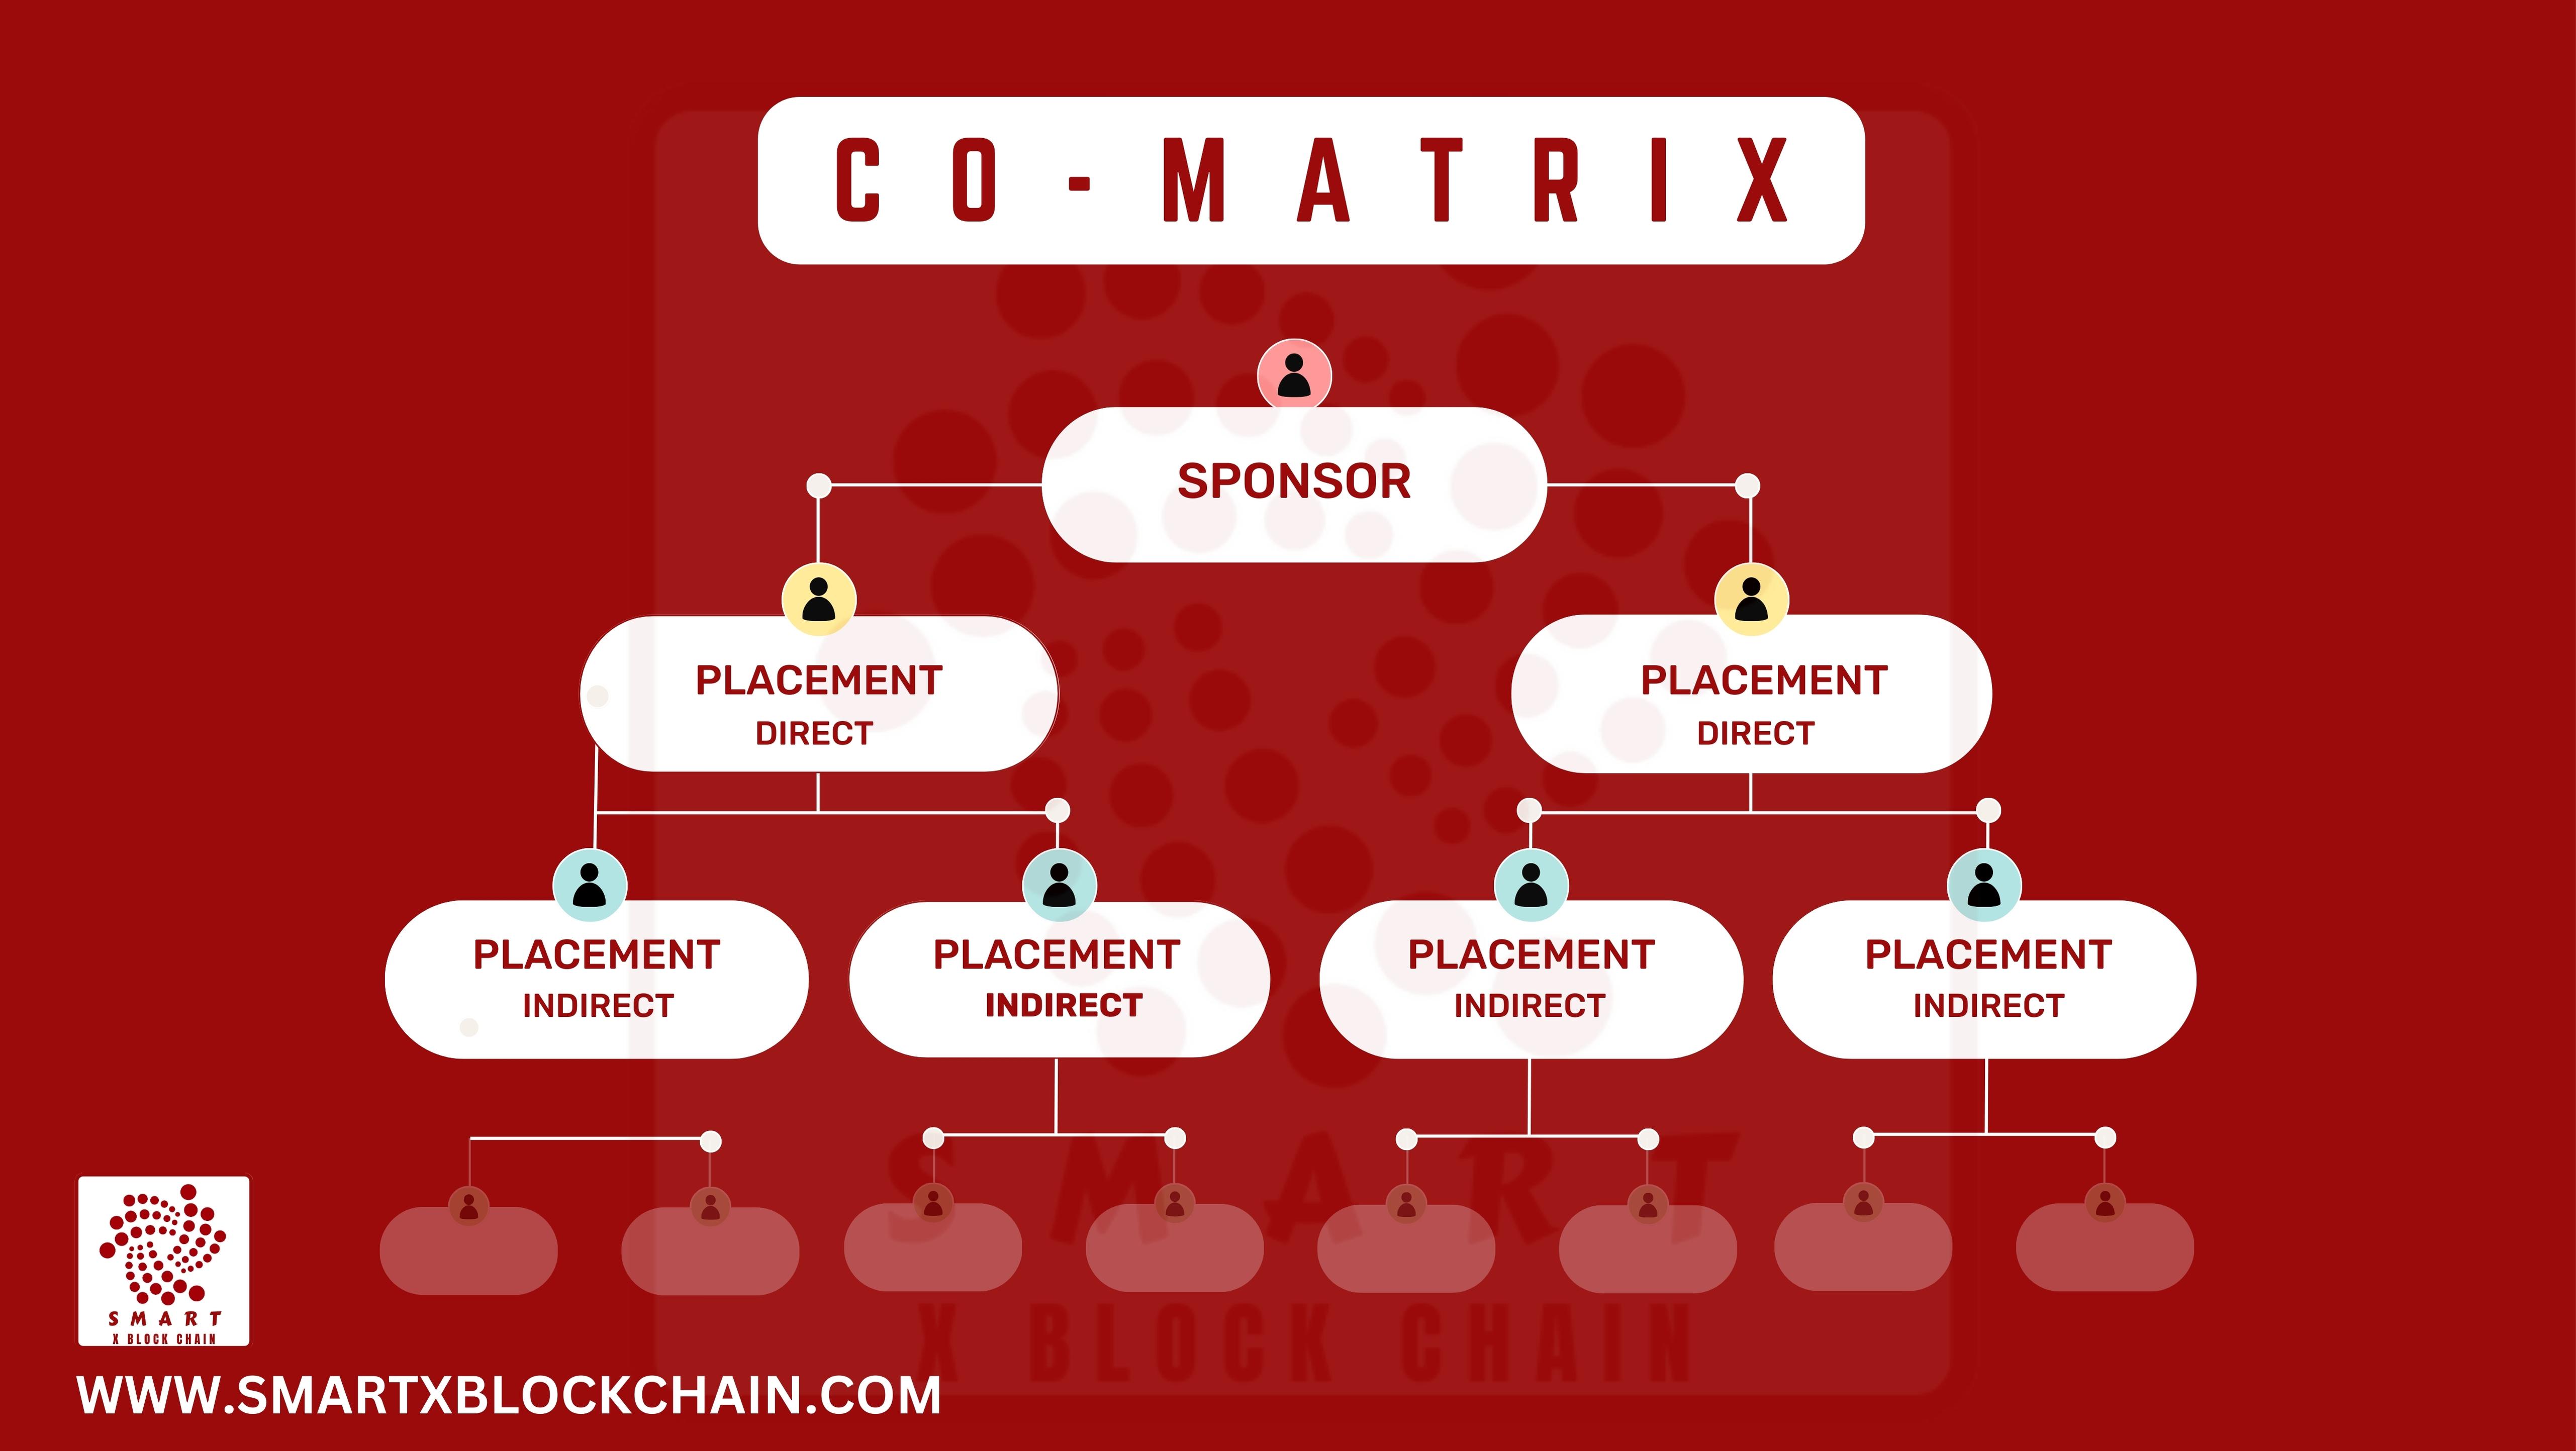 CO-MATRIX
SPONSOR
PLACEMENT
DIRECT
PLACEMENT
DIRECT
PLACEMENT
INDIRECT
PLACEMENT
INDIRECT
PLACEMENT
INDIRECT
PLACEMENT
INDIRECT
SMART
X BLOCK CHAIN
SMART
X BLOCK CHAIN
WWW.SMARTXBLOCKCHAIN.COM